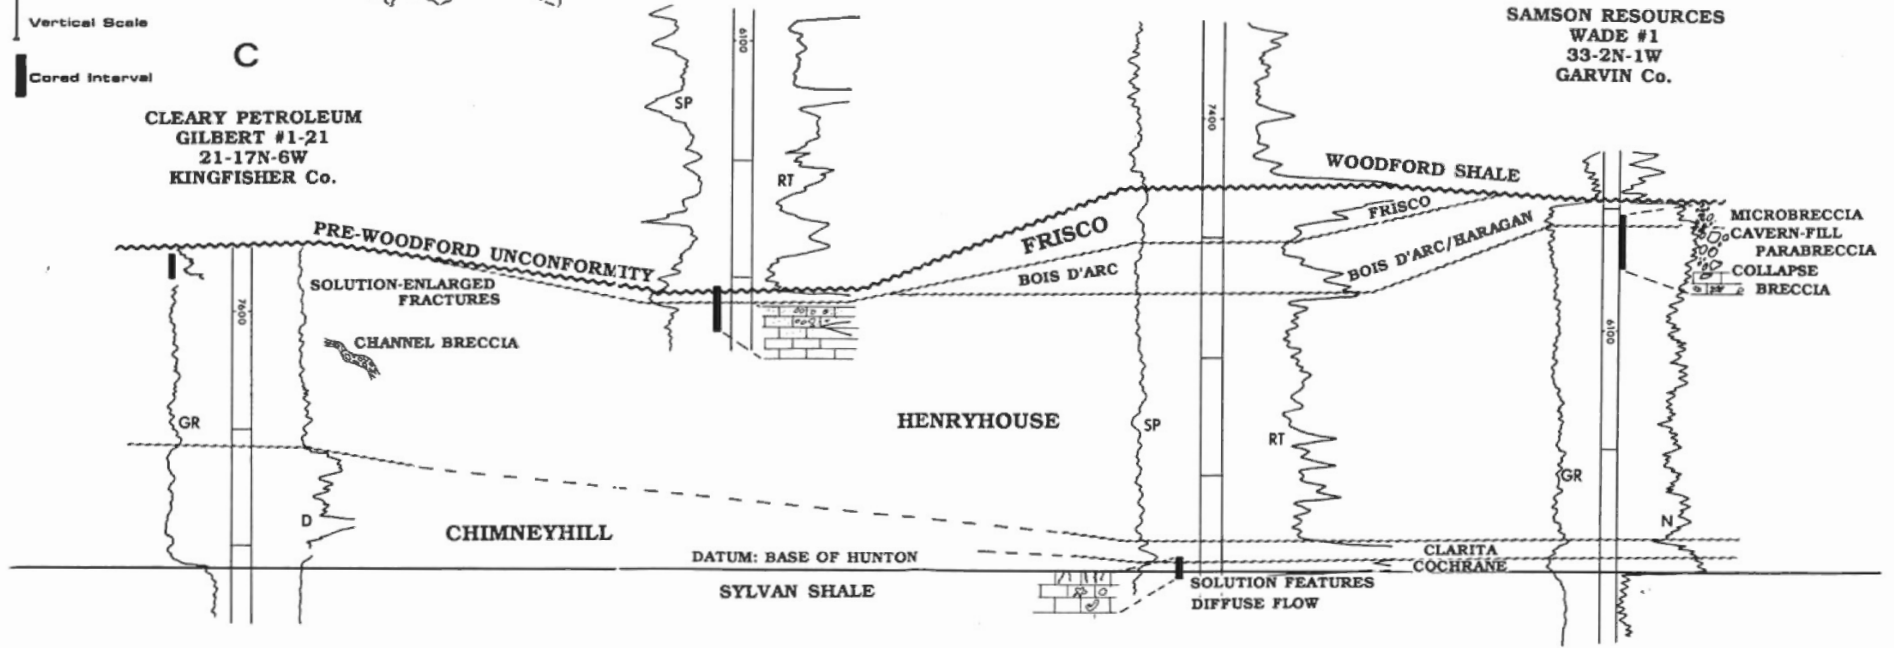 Vertical Scale
Cored Interval
C
CLEARY PETROLEUM
GILBERT #1-21
21-17N-6W
KINGFISHER Co.
SAMSON RESOURCES
WADE #1
33-2N-1W
GARVIN Co.
6100
SP
RT
7400
WOODFORD SHALE
PRE-WOODFORD UNCONFORMITY
FRISCO
FRISCO
BOIS D'ARC
BOIS D'ARC/HARAGAN
MICROBRECCIA
CAVERN-FILL
PARABRECCIA
COLLAPSE
BRECCIA
SOLUTION-ENLARGED
FRACTURES
7600
CHANNEL BRECCIA
6100
GR
HENRYHOUSE
SP
RT
GR
D
CHIMNEYHILL
N
DATUM: BASE OF HUNTON
CLARITA
COCHRANE
SYLVAN SHALE
SOLUTION FEATURES
DIFFUSE FLOW